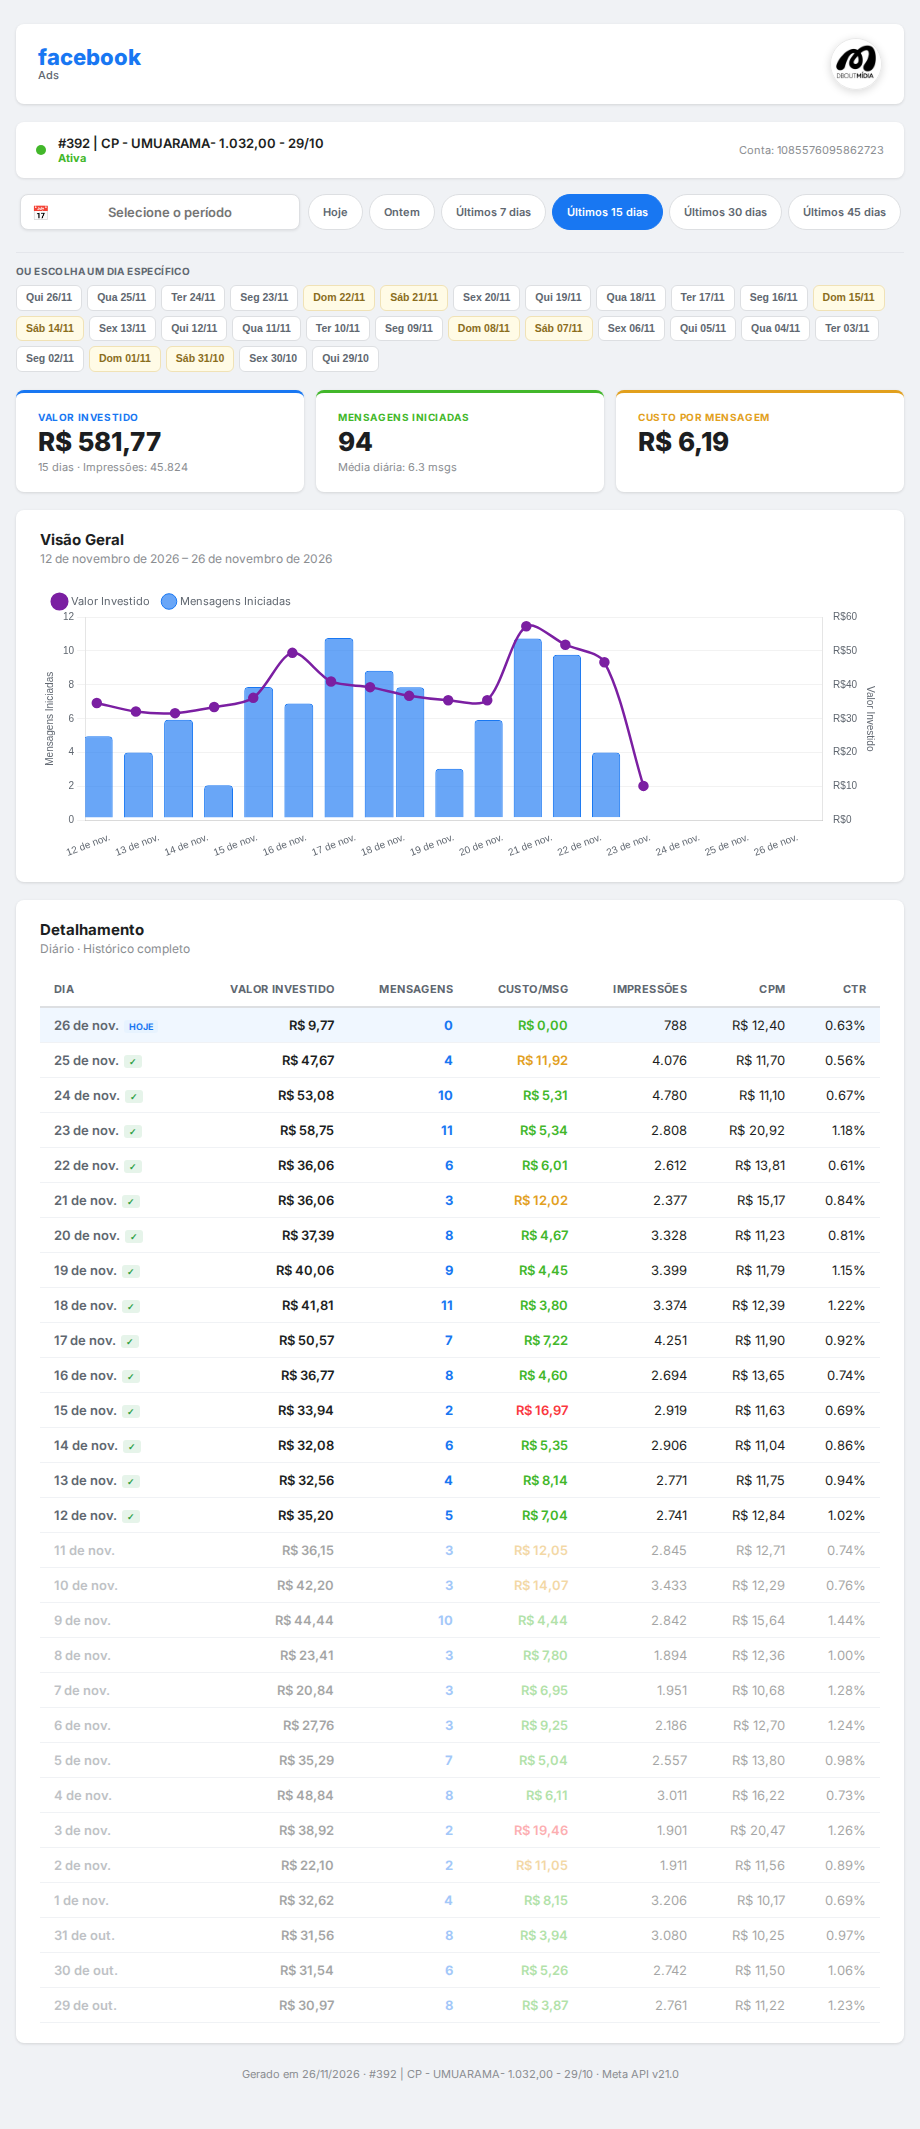 facebook
Ads
DBOUTMÍDIA
#392 | CP - UMUARAMA- 1.032,00 - 29/10
Ativa
Conta: 1085576095862723
Selecione o período Hoje Ontem Últimos 7 dias Últimos 15 dias Últimos 30 dias Últimos 45 dias
OU ESCOLHA UM DIA ESPECÍFICO
Qui 26/11 Qua 25/11 Ter 24/11 Seg 23/11 Dom 22/11 Sáb 21/11 Sex 20/11 Qui 19/11 Qua 18/11 Ter 17/11 Seg 16/11 Dom 15/11
Sáb 14/11 Sex 13/11 Qui 12/11 Qua 11/11 Ter 10/11 Seg 09/11 Dom 08/11 Sáb 07/11 Sex 06/11 Qui 05/11 Qua 04/11 Ter 03/11
Seg 02/11 Dom 01/11 Sáb 31/10 Sex 30/10 Qui 29/10
VALOR INVESTIDO
R$ 581,77
15 dias · Impressões: 45.824
MENSAGENS INICIADAS
94
Média diária: 6.3 msgs
CUSTO POR MENSAGEM
R$ 6,19
Visão Geral
12 de novembro de 2026 – 26 de novembro de 2026
Valor Investido Mensagens Iniciadas
12 R$60
10 R$50
8 R$40
6 R$30
4 R$20
2 R$10
0 R$0
Mensagens Iniciadas
Valor Investido
12 de nov. 13 de nov. 14 de nov. 15 de nov. 16 de nov. 17 de nov. 18 de nov. 19 de nov. 20 de nov. 21 de nov. 22 de nov. 23 de nov. 24 de nov. 25 de nov. 26 de nov.
Detalhamento
Diário · Histórico completo
DIA VALOR INVESTIDO MENSAGENS CUSTO/MSG IMPRESSÕES CPM CTR
26 de nov. HOJE R$ 9,77 0 R$ 0,00 788 R$ 12,40 0.63%
25 de nov. ✓ R$ 47,67 4 R$ 11,92 4.076 R$ 11,70 0.56%
24 de nov. ✓ R$ 53,08 10 R$ 5,31 4.780 R$ 11,10 0.67%
23 de nov. ✓ R$ 58,75 11 R$ 5,34 2.808 R$ 20,92 1.18%
22 de nov. ✓ R$ 36,06 6 R$ 6,01 2.612 R$ 13,81 0.61%
21 de nov. ✓ R$ 36,06 3 R$ 12,02 2.377 R$ 15,17 0.84%
20 de nov. ✓ R$ 37,39 8 R$ 4,67 3.328 R$ 11,23 0.81%
19 de nov. ✓ R$ 40,06 9 R$ 4,45 3.399 R$ 11,79 1.15%
18 de nov. ✓ R$ 41,81 11 R$ 3,80 3.374 R$ 12,39 1.22%
17 de nov. ✓ R$ 50,57 7 R$ 7,22 4.251 R$ 11,90 0.92%
16 de nov. ✓ R$ 36,77 8 R$ 4,60 2.694 R$ 13,65 0.74%
15 de nov. ✓ R$ 33,94 2 R$ 16,97 2.919 R$ 11,63 0.69%
14 de nov. ✓ R$ 32,08 6 R$ 5,35 2.906 R$ 11,04 0.86%
13 de nov. ✓ R$ 32,56 4 R$ 8,14 2.771 R$ 11,75 0.94%
12 de nov. ✓ R$ 35,20 5 R$ 7,04 2.741 R$ 12,84 1.02%
11 de nov. R$ 36,15 3 R$ 12,05 2.845 R$ 12,71 0.74%
10 de nov. R$ 42,20 3 R$ 14,07 3.433 R$ 12,29 0.76%
9 de nov. R$ 44,44 10 R$ 4,44 2.842 R$ 15,64 1.44%
8 de nov. R$ 23,41 3 R$ 7,80 1.894 R$ 12,36 1.00%
7 de nov. R$ 20,84 3 R$ 6,95 1.951 R$ 10,68 1.28%
6 de nov. R$ 27,76 3 R$ 9,25 2.186 R$ 12,70 1.24%
5 de nov. R$ 35,29 7 R$ 5,04 2.557 R$ 13,80 0.98%
4 de nov. R$ 48,84 8 R$ 6,11 3.011 R$ 16,22 0.73%
3 de nov. R$ 38,92 2 R$ 19,46 1.901 R$ 20,47 1.26%
2 de nov. R$ 22,10 2 R$ 11,05 1.911 R$ 11,56 0.89%
1 de nov. R$ 32,62 4 R$ 8,15 3.206 R$ 10,17 0.69%
31 de out. R$ 31,56 8 R$ 3,94 3.080 R$ 10,25 0.97%
30 de out. R$ 31,54 6 R$ 5,26 2.742 R$ 11,50 1.06%
29 de out. R$ 30,97 8 R$ 3,87 2.761 R$ 11,22 1.23%
Gerado em 26/11/2026 · #392 | CP - UMUARAMA- 1.032,00 - 29/10 · Meta API v21.0